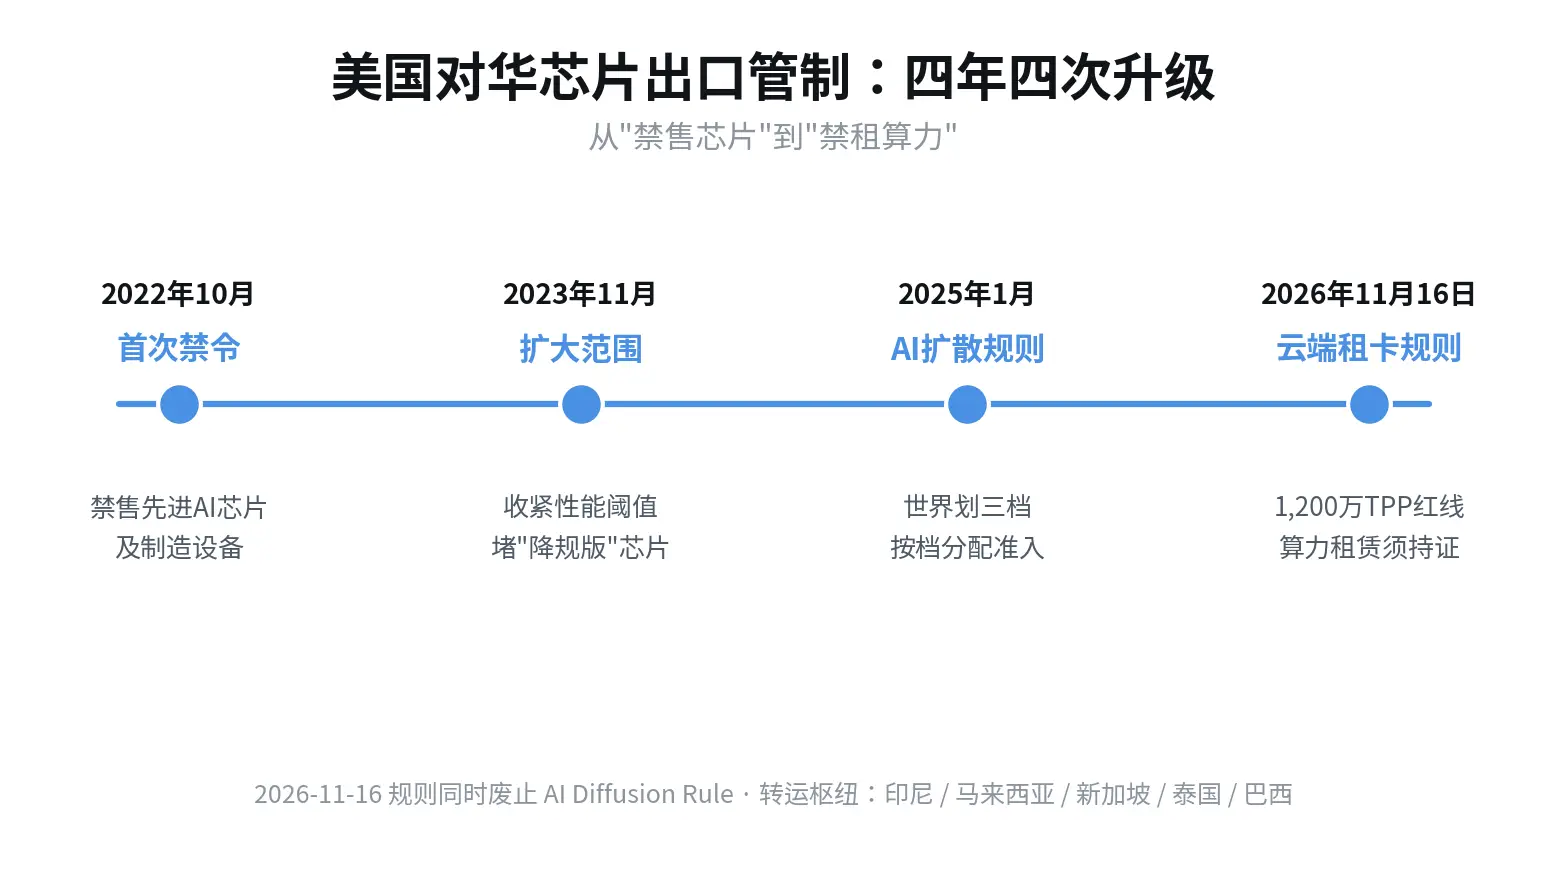 美国对华芯片出口管制：四年四次升级
从"禁售芯片"到"禁租算力"
2022年10月
首次禁令
禁售先进AI芯片
及制造设备
2023年11月
扩大范围
收紧性能阈值
堵"降规版"芯片
2025年1月
AI扩散规则
世界划三档
按档分配准入
2026年11月16日
云端租卡规则
1,200万TPP红线
算力租赁须持证
2026-11-16 规则同时废止 AI Diffusion Rule · 转运枢纽：印尼 / 马来西亚 / 新加坡 / 泰国 / 巴西